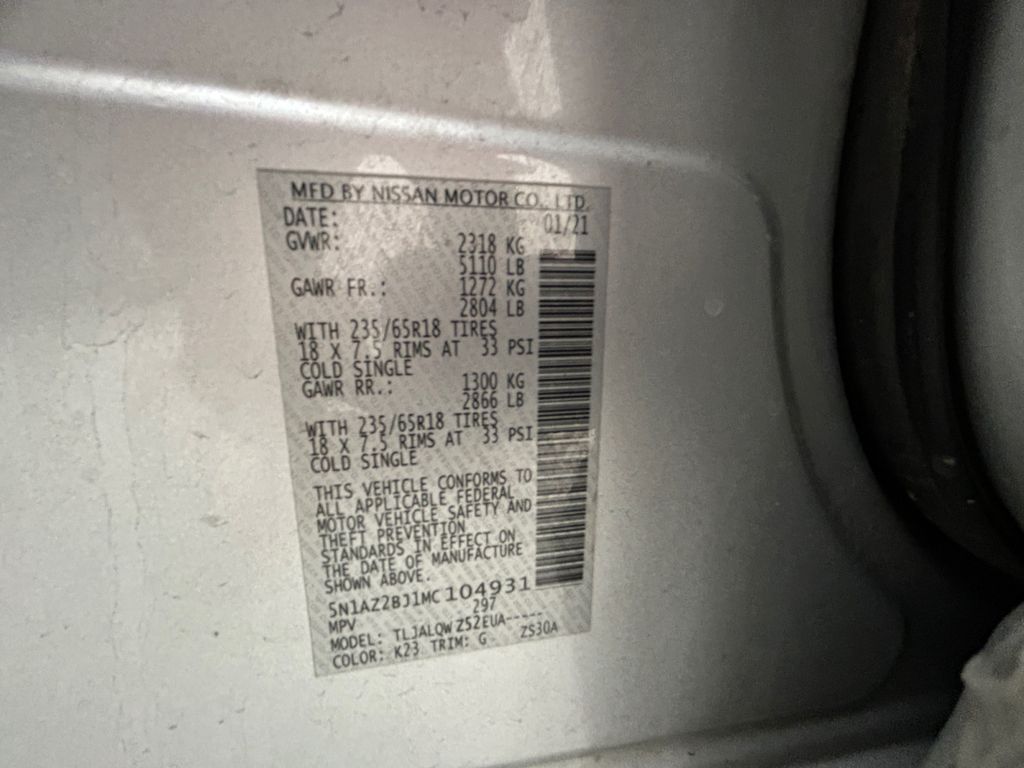 MFD BY NISSAN MOTOR CO., LTD.
DATE: 01/21
GVWR: 2318 KG
5110 LB
GAWR FR.: 1272 KG
2804 LB
WITH 235/65R18 TIRES
18 X 7.5 RIMS AT 33 PSI
COLD SINGLE
GAWR RR.: 1300 KG
2866 LB
WITH 235/65R18 TIRES
18 X 7.5 RIMS AT 33 PSI
COLD SINGLE
THIS VEHICLE CONFORMS TO
ALL APPLICABLE FEDERAL
MOTOR VEHICLE SAFETY AND
THEFT PREVENTION
STANDARDS IN EFFECT ON
THE DATE OF MANUFACTURE
SHOWN ABOVE.
5N1AZ2BJ1MC104931
MPV 297
MODEL: TLJALQWZ52EUA-----
COLOR: K23 TRIM: G Z530A